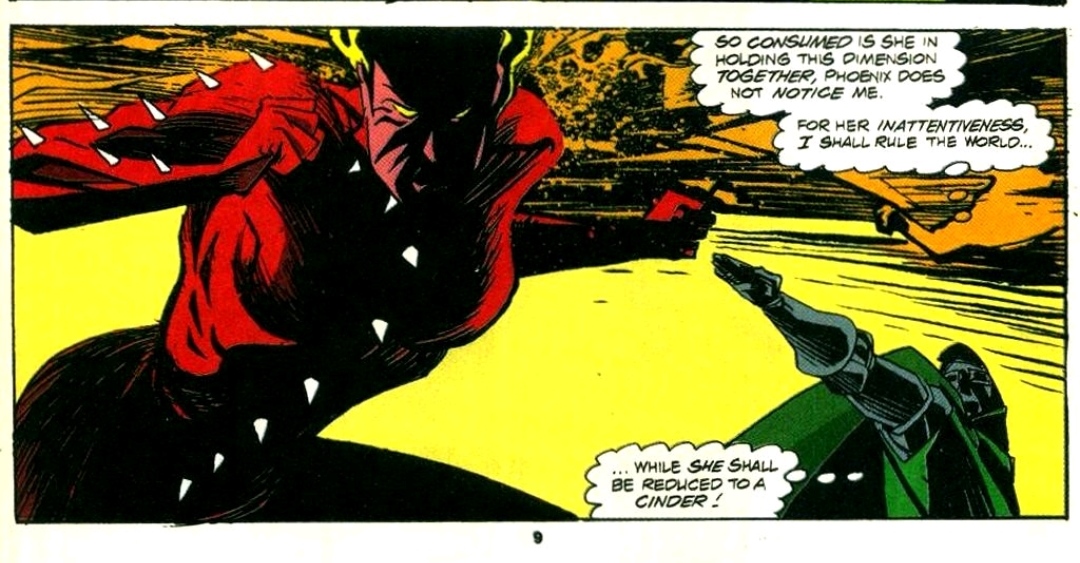 SO CONSUMED IS SHE IN
HOLDING THIS DIMENSION
TOGETHER, PHOENIX DOES
NOT NOTICE ME.
FOR HER INATTENTIVENESS,
I SHALL RULE THE WORLD...
... WHILE SHE SHALL
BE REDUCED TO A
CINDER!
9